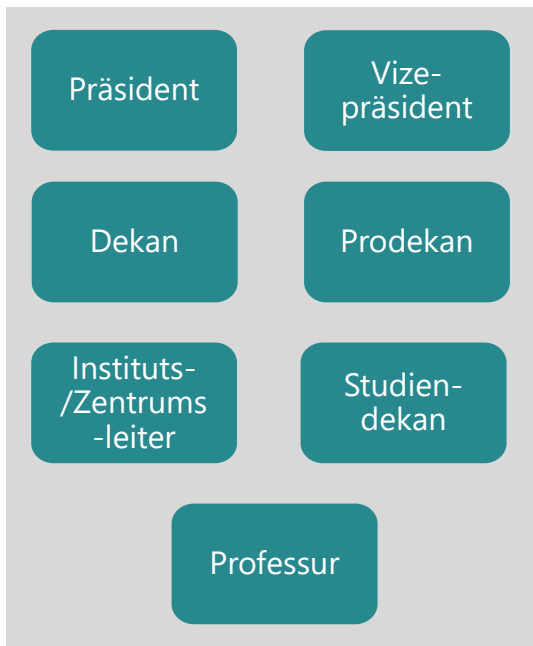 Präsident
Vize-
präsident
Dekan
Prodekan
Instituts-
/Zentrums
-leiter
Studien-
dekan
Professur